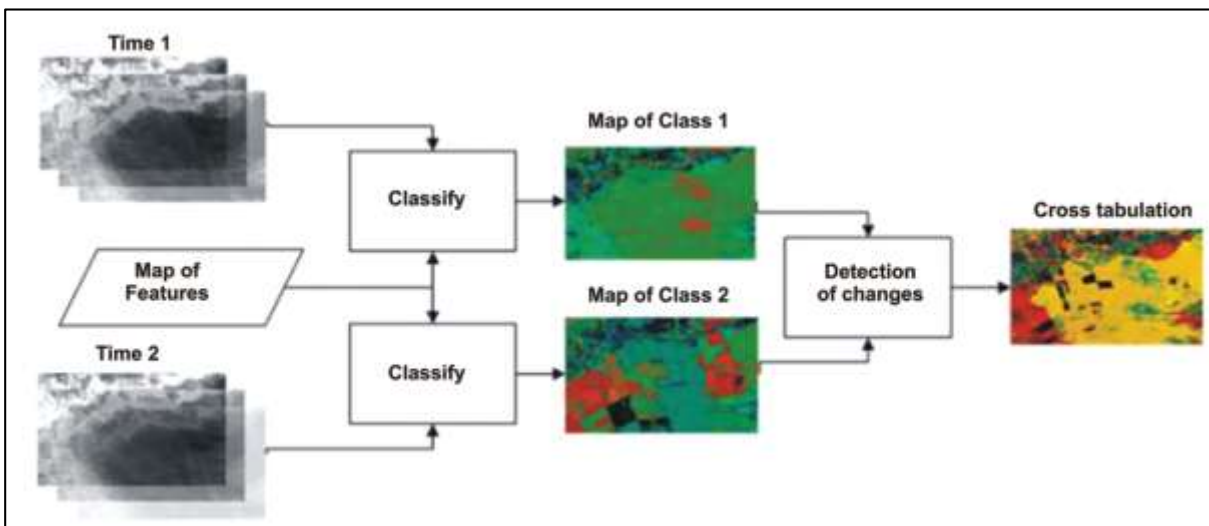 Time 1
Classify
Map of Class 1
Map of
Features
Cross tabulation
Detection
of changes
Map of Class 2
Time 2
Classify